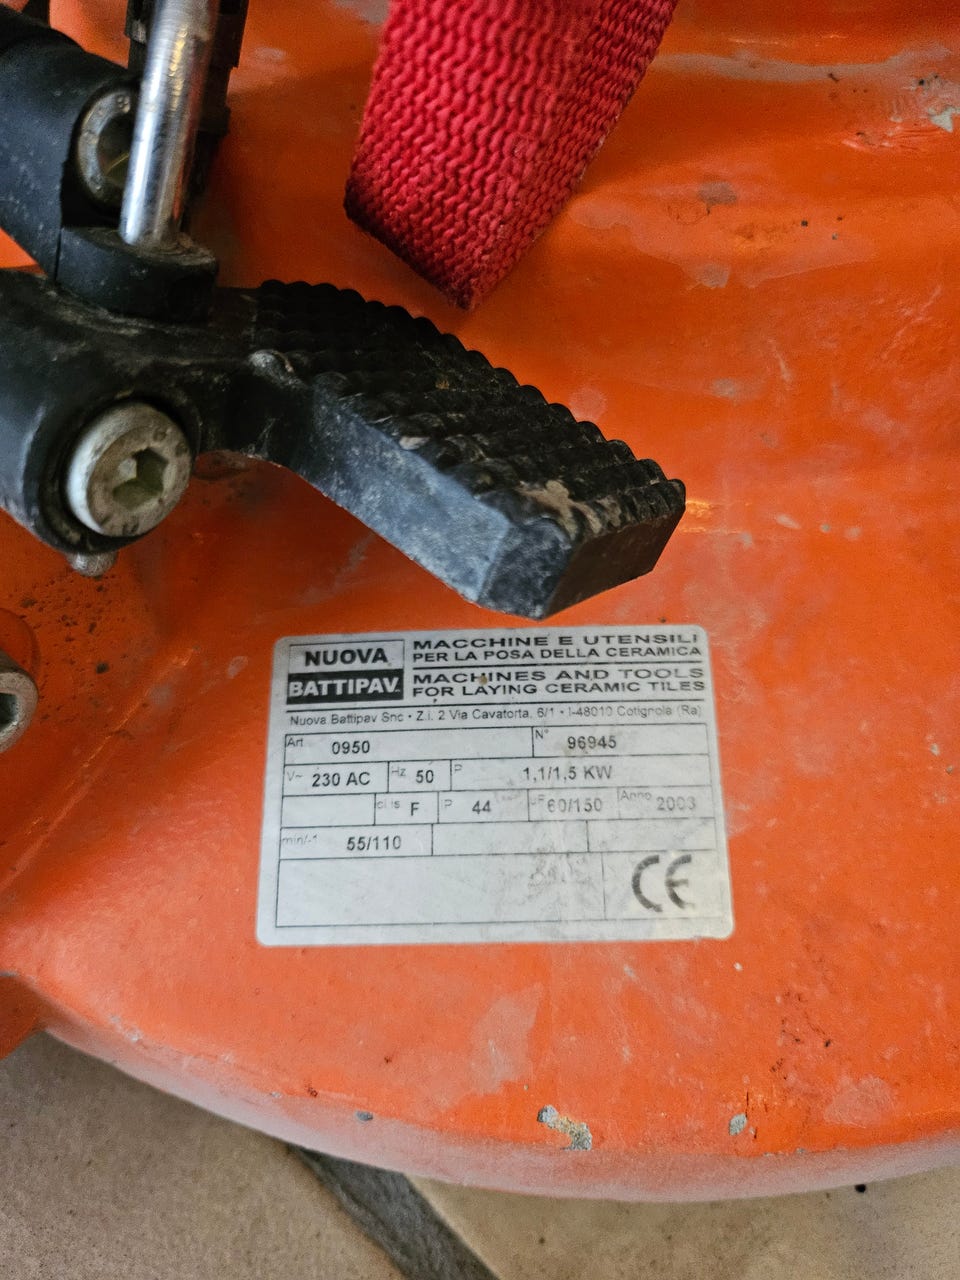 NUOVA
BATTIPAV
MACCHINE E UTENSILI
PER LA POSA DELLA CERAMICA
MACHINES AND TOOLS
FOR LAYING CERAMIC TILES
Nuova Battipav Snc • Z.i. 2 Via Cavatorta, 6/1 • I-48010 Cotignola (Ra)
Art 0950 N° 96945
V~ 230 AC Hz 50 P 1,1/1,5 KW
F P 44 µF 60/150 Anno 2003
min/-1 55/110
CE